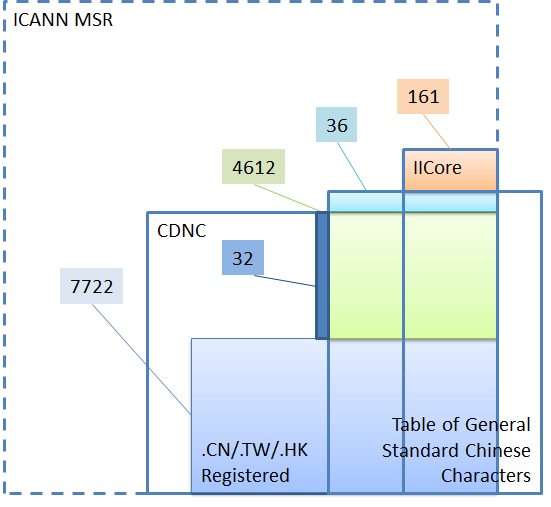 ICANN MSR
161
36
IICore
4612
CDNC
32
7722
.CN/.TW/.HK
Registered
Table of General
Standard Chinese
Characters